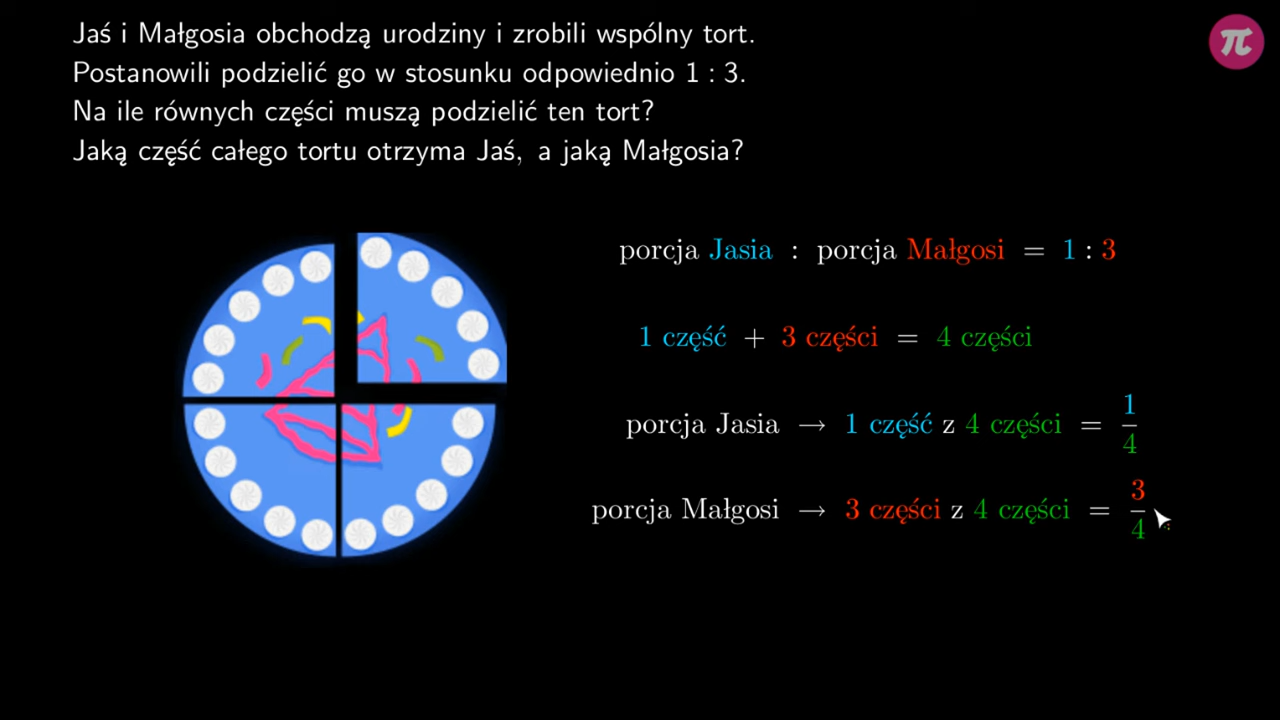 Jaś i Małgosia obchodzą urodziny i zrobili wspólny tort.
Postanowili podzielić go w stosunku odpowiednio 1 : 3.
Na ile równych części muszą podzielić ten tort?
Jaką część całego tortu otrzyma Jaś, a jaką Małgosia?
π
porcja Jasia : porcja Małgosi = 1 : 3
1 część + 3 części = 4 części
porcja Jasia → 1 część z 4 części = 1/4
porcja Małgosi → 3 części z 4 części = 3/4